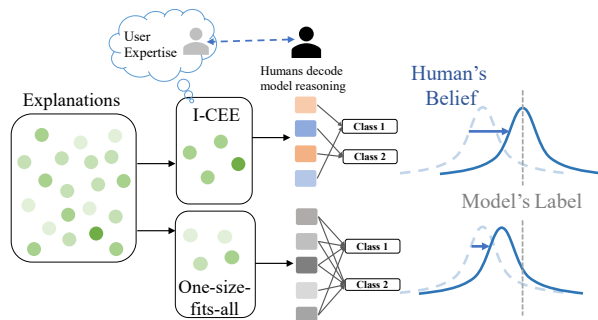 User
Expertise
Humans decode
model reasoning
Explanations
I-CEE
Class 1
Class 2
Human's
Belief
Model's Label
One-size-
fits-all
Class 1
Class 2